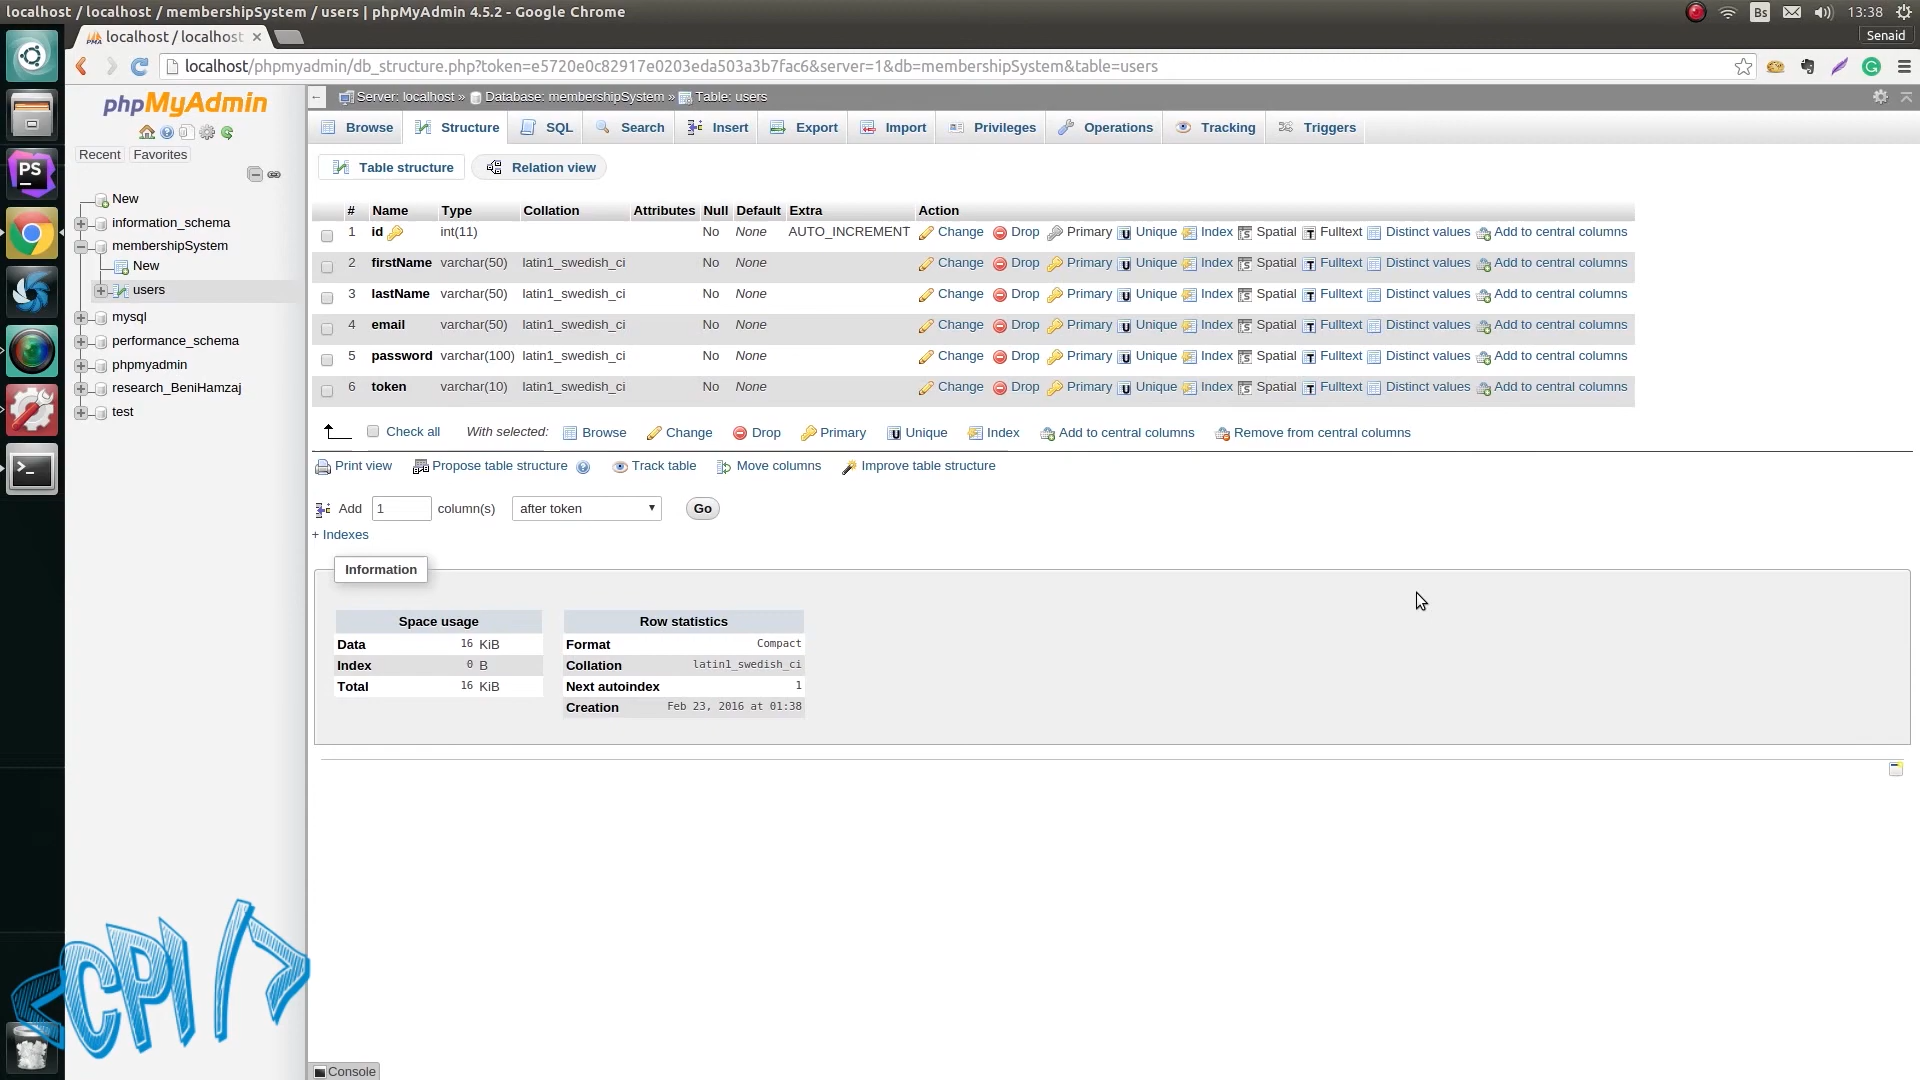 localhost / localhost / membershipSystem / users | phpMyAdmin 4.5.2 - Google Chrome
Bs
13:38
localhost / localhost
Senaid
localhost/phpmyadmin/db_structure.php?token=e5720e0c82917e0203eda503a3b7fac6&server=1&db=membershipSystem&table=users
phpMyAdmin
Recent Favorites
New
information_schema
membershipSystem
New
users
mysql
performance_schema
phpmyadmin
research_BeniHamzaj
test
PS
<CPI/>
Server: localhost » Database: membershipSystem » Table: users
Browse Structure SQL Search Insert Export Import Privileges Operations Tracking Triggers
Table structure Relation view
# Name Type Collation Attributes Null Default Extra Action
1 id int(11) No None AUTO_INCREMENT Change Drop Primary Unique Index Spatial Fulltext Distinct values Add to central columns
2 firstName varchar(50) latin1_swedish_ci No None Change Drop Primary Unique Index Spatial Fulltext Distinct values Add to central columns
3 lastName varchar(50) latin1_swedish_ci No None Change Drop Primary Unique Index Spatial Fulltext Distinct values Add to central columns
4 email varchar(50) latin1_swedish_ci No None Change Drop Primary Unique Index Spatial Fulltext Distinct values Add to central columns
5 password varchar(100) latin1_swedish_ci No None Change Drop Primary Unique Index Spatial Fulltext Distinct values Add to central columns
6 token varchar(10) latin1_swedish_ci No None Change Drop Primary Unique Index Spatial Fulltext Distinct values Add to central columns
Check all With selected: Browse Change Drop Primary Unique Index Add to central columns Remove from central columns
Print view Propose table structure Track table Move columns Improve table structure
Add 1 column(s) after token Go
+ Indexes
Information
Space usage
Data 16 KiB
Index 0 B
Total 16 KiB
Row statistics
Format Compact
Collation latin1_swedish_ci
Next autoindex 1
Creation Feb 23, 2016 at 01:38
Console